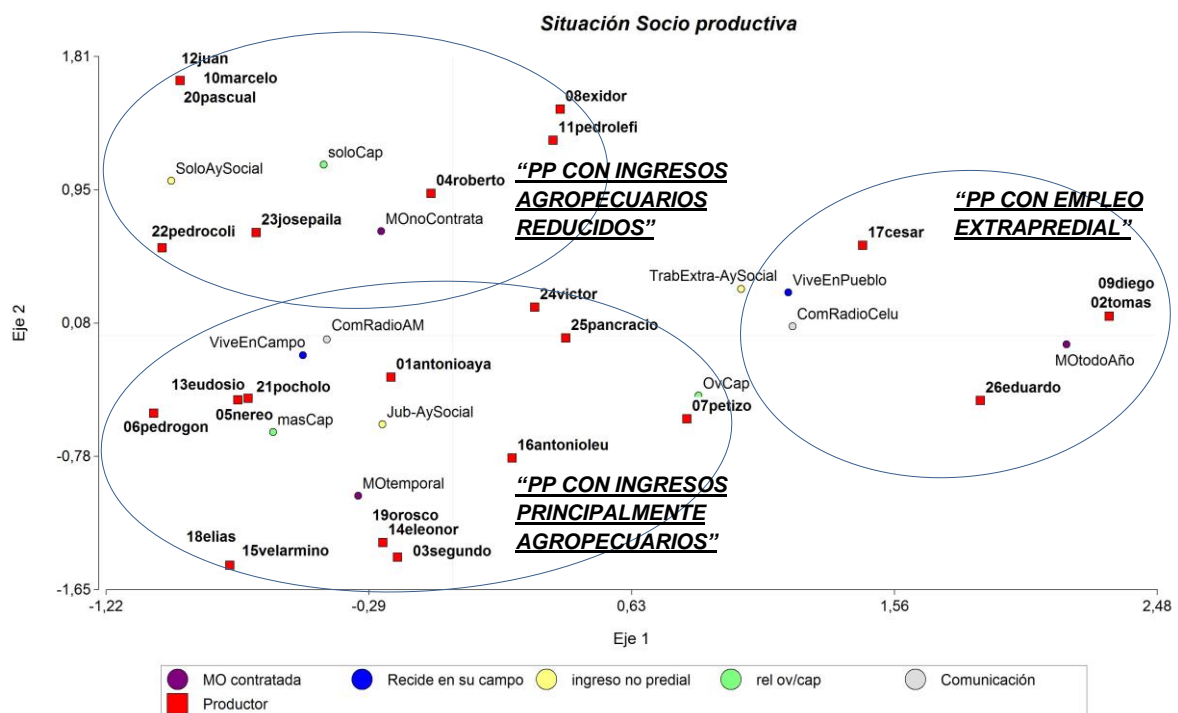 Situación Socio productiva
1,81
12juan
10marcelo
20pascual
08exidor
11pedrolefi
soloCap
SoloAySocial
"PP CON INGRESOS
AGROPECUARIOS
REDUCIDOS"
0,95
04roberto
"PP CON EMPLEO
EXTRAPREDIAL"
23josepaila
MOnoContrata
22pedrocoli
17cesar
TrabExtra-AySocial
ViveEnPueblo
09diego
02tomas
24victor
Eje 2
0,08
ComRadioAM
25pancracio
ComRadioCelu
ViveEnCampo
MOtodoAño
01antonioaya
13eudosio
21pocholo
OvCap
26eduardo
06pedrogon
05nereo
masCap
Jub-AySocial
07petizo
16antonioleu
-0,78
"PP CON INGRESOS
PRINCIPALMENTE
AGROPECUARIOS"
MOtemporal
19orosco
14eleonor
03segundo
18elias
15velarmino
-1,65
-1,22
-0,29
0,63
1,56
2,48
Eje 1
MO contratada
Recide en su campo
ingreso no predial
rel ov/cap
Comunicación
Productor